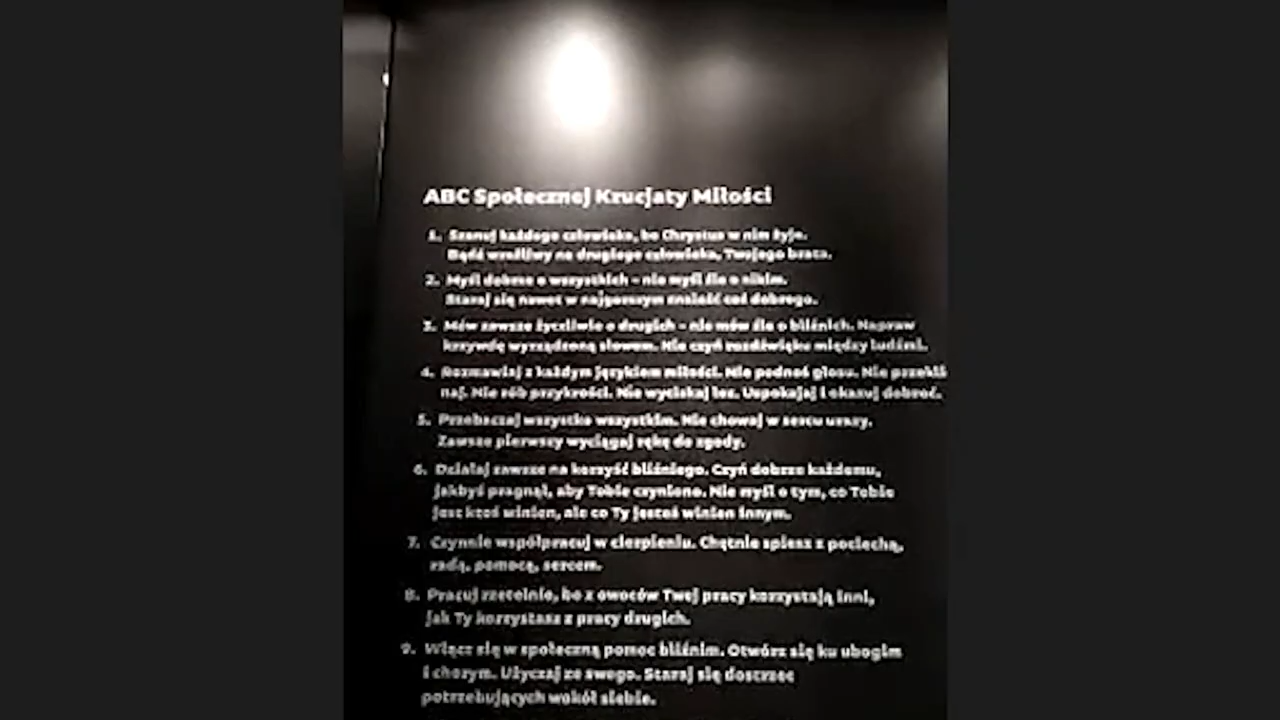 ABC Społecznej Krucjaty Miłości
1. Szanuj każdego człowieka, bo Chrystus w nim żyje.
Bądź wrażliwy na drugiego człowieka, Twojego brata.
2. Myśl dobrze o wszystkich - nie myśl źle o nikim.
Staraj się nawet w najgorszym znaleźć coś dobrego.
3. Mów zawsze życzliwie o drugich - nie mów źle o bliźnich. Napraw
krzywdę wyrządzoną słowem. Nie czyń rozdźwięku między ludźmi.
4. Rozmawiaj z każdym językiem miłości. Nie podnoś głosu. Nie przekli
naj. Nie rób przykrości. Nie wyciskaj łez. Uspokajaj i okazuj dobroć.
5. Przebaczaj wszystko wszystkim. Nie chowaj w sercu urazy.
Zawsze pierwszy wyciągaj rękę do zgody.
6. Działaj zawsze na korzyść bliźniego. Czyń dobrze każdemu,
jakbyś pragnął, aby Tobie czyniono. Nie myśl o tym, co Tobie
jest ktoś winien, ale co Ty jesteś winien innym.
7. Czynnie współpracuj w cierpieniu. Chętnie spiesz z pociechą,
radą, pomocą, sercem.
8. Pracuj rzetelnie, bo z owoców Twej pracy korzystają inni,
jak Ty korzystasz z pracy drugich.
9. Włącz się w społeczną pomoc bliźnim. Otwórz się ku ubogim
i chorym. Użyczaj ze swego. Staraj się dostrzec
potrzebujących wokół siebie.